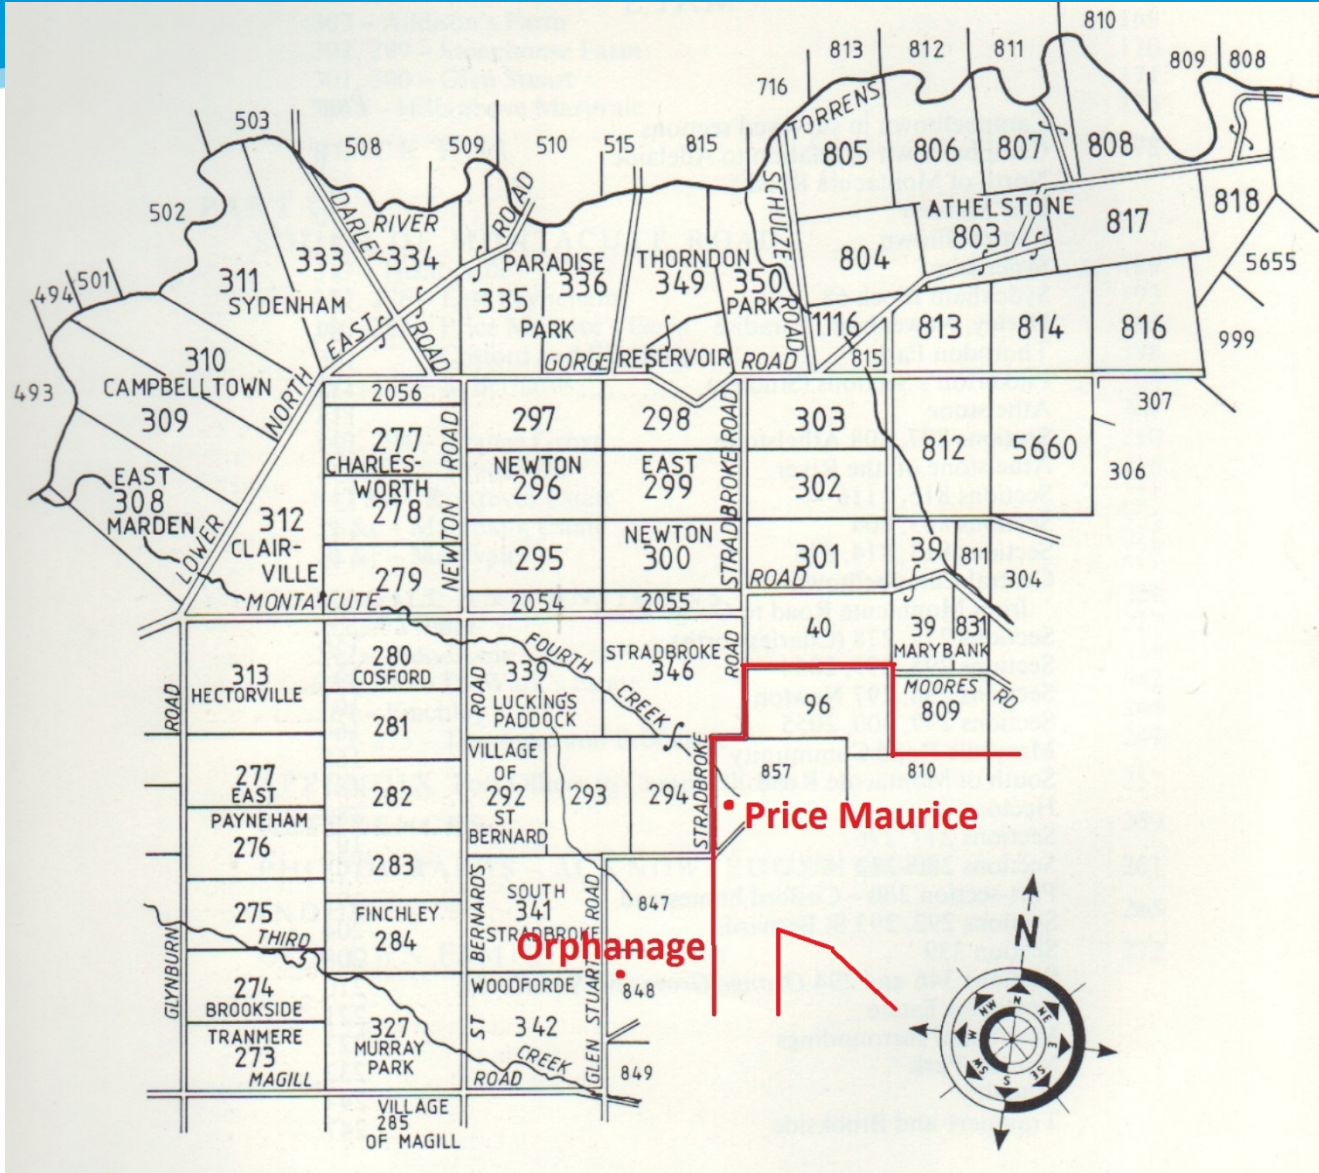 810
813
812
811
809
808
716
503
508
509
510
515
815
TORRENS
805
806
807
808
502
DARLEY
RIVER
ROAD
SCHULZE
ATHELSTONE
803
817
818
311
333
334
PARADISE
THORNDON
804
5655
494
501
SYDENHAM
335
336
349
350
PARK
ROAD
1116
813
814
816
999
310
CAMPBELLTOWN
EAST
ROAD
PARK
GORGE
RESERVOIR
ROAD
815
493
309
NORTH
2056
307
277
CHARLES-
WORTH
278
ROAD
297
298
ROAD
303
812
5660
EAST
308
MARDEN
NEWTON
296
EAST
299
302
306
LOWER
312
CLAIR-
VILLE
279
NEWTON
295
NEWTON
300
STRADBROKE
301
ROAD
39
811
304
MONTACUTE
2054
2055
40
39
831
MARYBANK
313
HECTORVILLE
280
COSFORD
339
FOURTH
CREEK
STRADBROKE
346
ROAD
MOORES
RD
809
ROAD
281
ROAD
LUCKINGS
PADDOCK
96
VILLAGE
OF
292
ST
BERNARD
293
294
STRADBROKE
857
810
277
EAST
PAYNEHAM
276
282
Price Maurice
283
275
THIRD
FINCHLEY
284
BERNARDS
SOUTH
341
STRADBROKE
ROAD
847
Orphanage
N
GLYNBURN
274
BROOKSIDE
WOODFORDE
848
TRANMERE
273
MAGILL
327
MURRAY
PARK
ST
342
CREEK
ROAD
GLEN STUART
849
N
NE
E
SE
S
SW
W
NW
VILLAGE
285
OF MAGILL